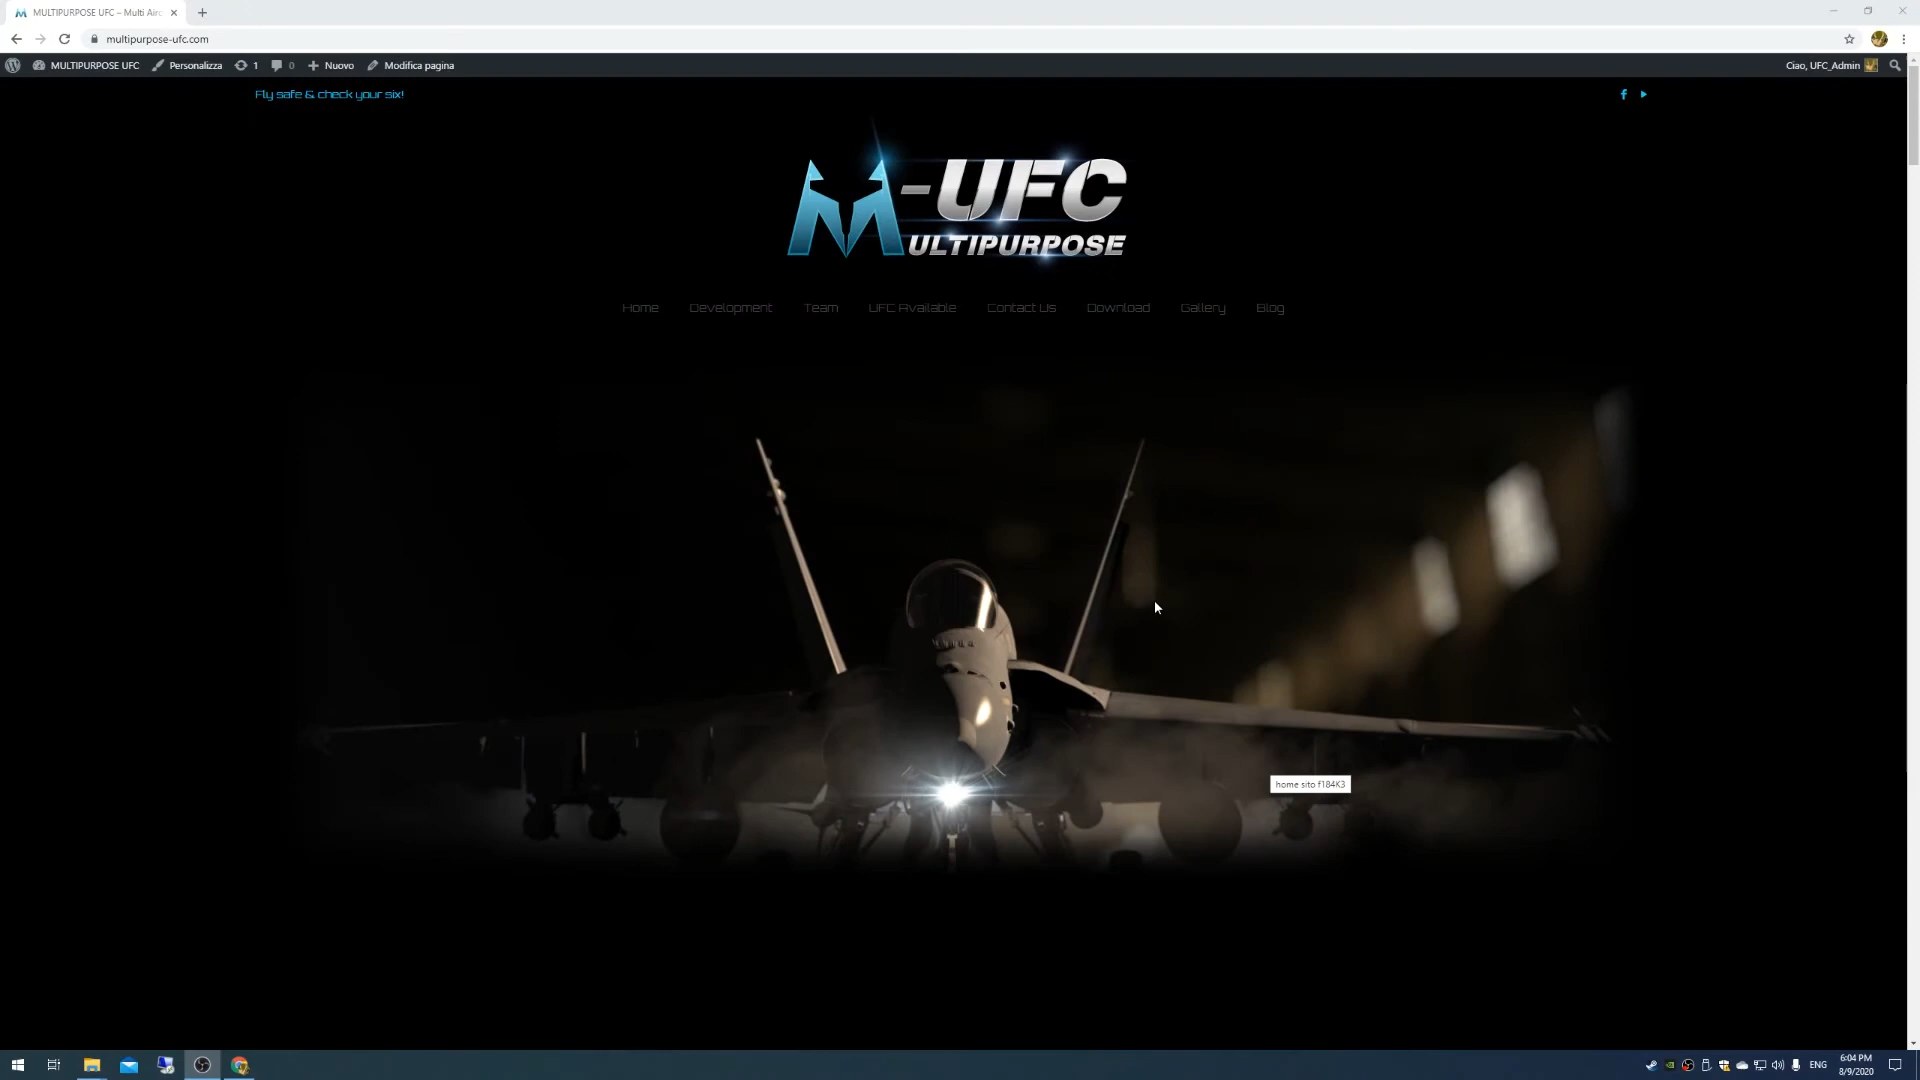 MULTIPURPOSE UFC – Multi Airc
multipurpose-ufc.com
MULTIPURPOSE UFC Personalizza 1 0 Nuovo Modifica pagina Ciao, UFC_Admin
Fly safe & check your six!
M-UFC
MULTIPURPOSE
Home Development Team UFC Available Contact Us Download Gallery Blog
home sito f184K3
ENG
6:04 PM
8/9/2020